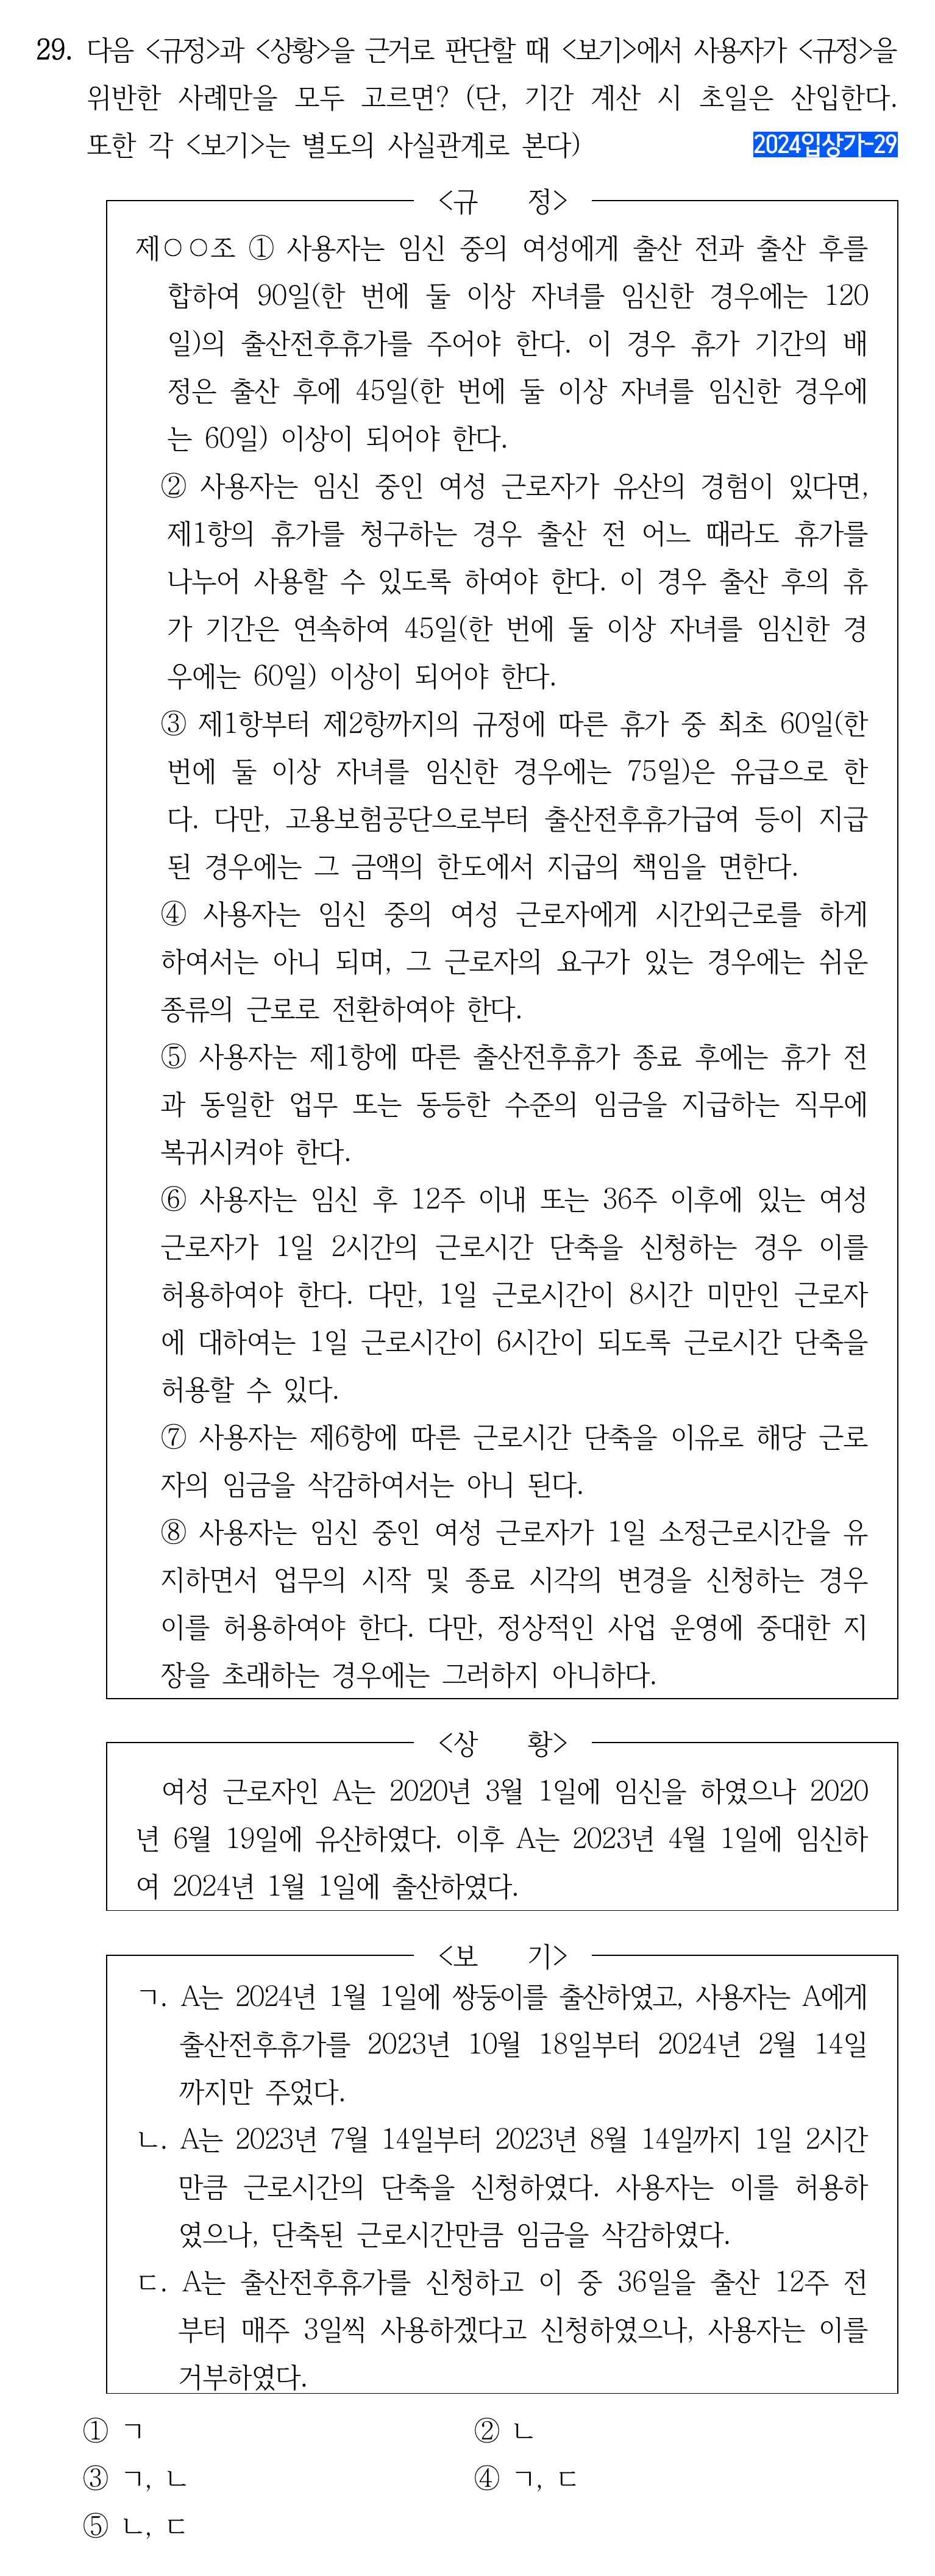 29. 다음 <규정>과 <상황>을 근거로 판단할 때 <보기>에서 사용자가 <규정>을
위반한 사례만을 모두 고르면? (단, 기간 계산 시 초일은 산입한다.
또한 각 <보기>는 별도의 사실관계로 본다) 2024입상가-29
<규 정>
제○○조 ① 사용자는 임신 중의 여성에게 출산 전과 출산 후를
합하여 90일(한 번에 둘 이상 자녀를 임신한 경우에는 120
일)의 출산전후휴가를 주어야 한다. 이 경우 휴가 기간의 배
정은 출산 후에 45일(한 번에 둘 이상 자녀를 임신한 경우에
는 60일) 이상이 되어야 한다.
② 사용자는 임신 중인 여성 근로자가 유산의 경험이 있다면,
제1항의 휴가를 청구하는 경우 출산 전 어느 때라도 휴가를
나누어 사용할 수 있도록 하여야 한다. 이 경우 출산 후의 휴
가 기간은 연속하여 45일(한 번에 둘 이상 자녀를 임신한 경
우에는 60일) 이상이 되어야 한다.
③ 제1항부터 제2항까지의 규정에 따른 휴가 중 최초 60일(한
번에 둘 이상 자녀를 임신한 경우에는 75일)은 유급으로 한
다. 다만, 고용보험공단으로부터 출산전후휴가급여 등이 지급
된 경우에는 그 금액의 한도에서 지급의 책임을 면한다.
④ 사용자는 임신 중의 여성 근로자에게 시간외근로를 하게
하여서는 아니 되며, 그 근로자의 요구가 있는 경우에는 쉬운
종류의 근로로 전환하여야 한다.
⑤ 사용자는 제1항에 따른 출산전후휴가 종료 후에는 휴가 전
과 동일한 업무 또는 동등한 수준의 임금을 지급하는 직무에
복귀시켜야 한다.
⑥ 사용자는 임신 후 12주 이내 또는 36주 이후에 있는 여성
근로자가 1일 2시간의 근로시간 단축을 신청하는 경우 이를
허용하여야 한다. 다만, 1일 근로시간이 8시간 미만인 근로자
에 대하여는 1일 근로시간이 6시간이 되도록 근로시간 단축을
허용할 수 있다.
⑦ 사용자는 제6항에 따른 근로시간 단축을 이유로 해당 근로
자의 임금을 삭감하여서는 아니 된다.
⑧ 사용자는 임신 중인 여성 근로자가 1일 소정근로시간을 유
지하면서 업무의 시작 및 종료 시각의 변경을 신청하는 경우
이를 허용하여야 한다. 다만, 정상적인 사업 운영에 중대한 지
장을 초래하는 경우에는 그러하지 아니하다.
<상 황>
여성 근로자인 A는 2020년 3월 1일에 임신을 하였으나 2020
년 6월 19일에 유산하였다. 이후 A는 2023년 4월 1일에 임신하
여 2024년 1월 1일에 출산하였다.
<보 기>
ㄱ. A는 2024년 1월 1일에 쌍둥이를 출산하였고, 사용자는 A에게
출산전후휴가를 2023년 10월 18일부터 2024년 2월 14일
까지만 주었다.
ㄴ. A는 2023년 7월 14일부터 2023년 8월 14일까지 1일 2시간
만큼 근로시간의 단축을 신청하였다. 사용자는 이를 허용하
였으나, 단축된 근로시간만큼 임금을 삭감하였다.
ㄷ. A는 출산전후휴가를 신청하고 이 중 36일을 출산 12주 전
부터 매주 3일씩 사용하겠다고 신청하였으나, 사용자는 이를
거부하였다.
① ㄱ ② ㄴ
③ ㄱ, ㄴ ④ ㄱ, ㄷ
⑤ ㄴ, ㄷ